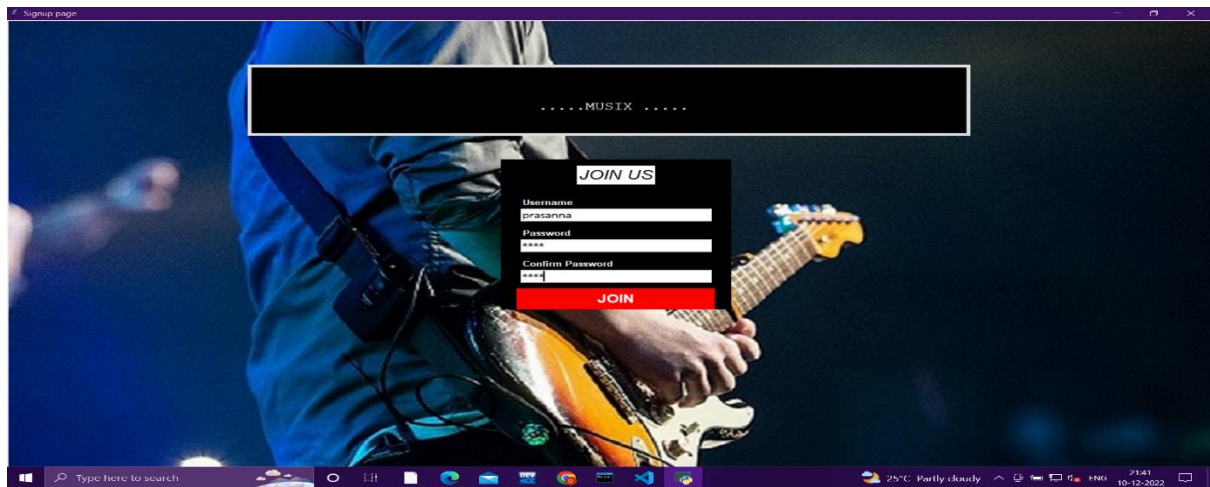 Signup page
.....MUSIX .....
JOIN US
Username
prasanna
Password
****
Confirm Password
****
JOIN
Type here to search
25°C Partly cloudy
ENG
21:41
10-12-2022